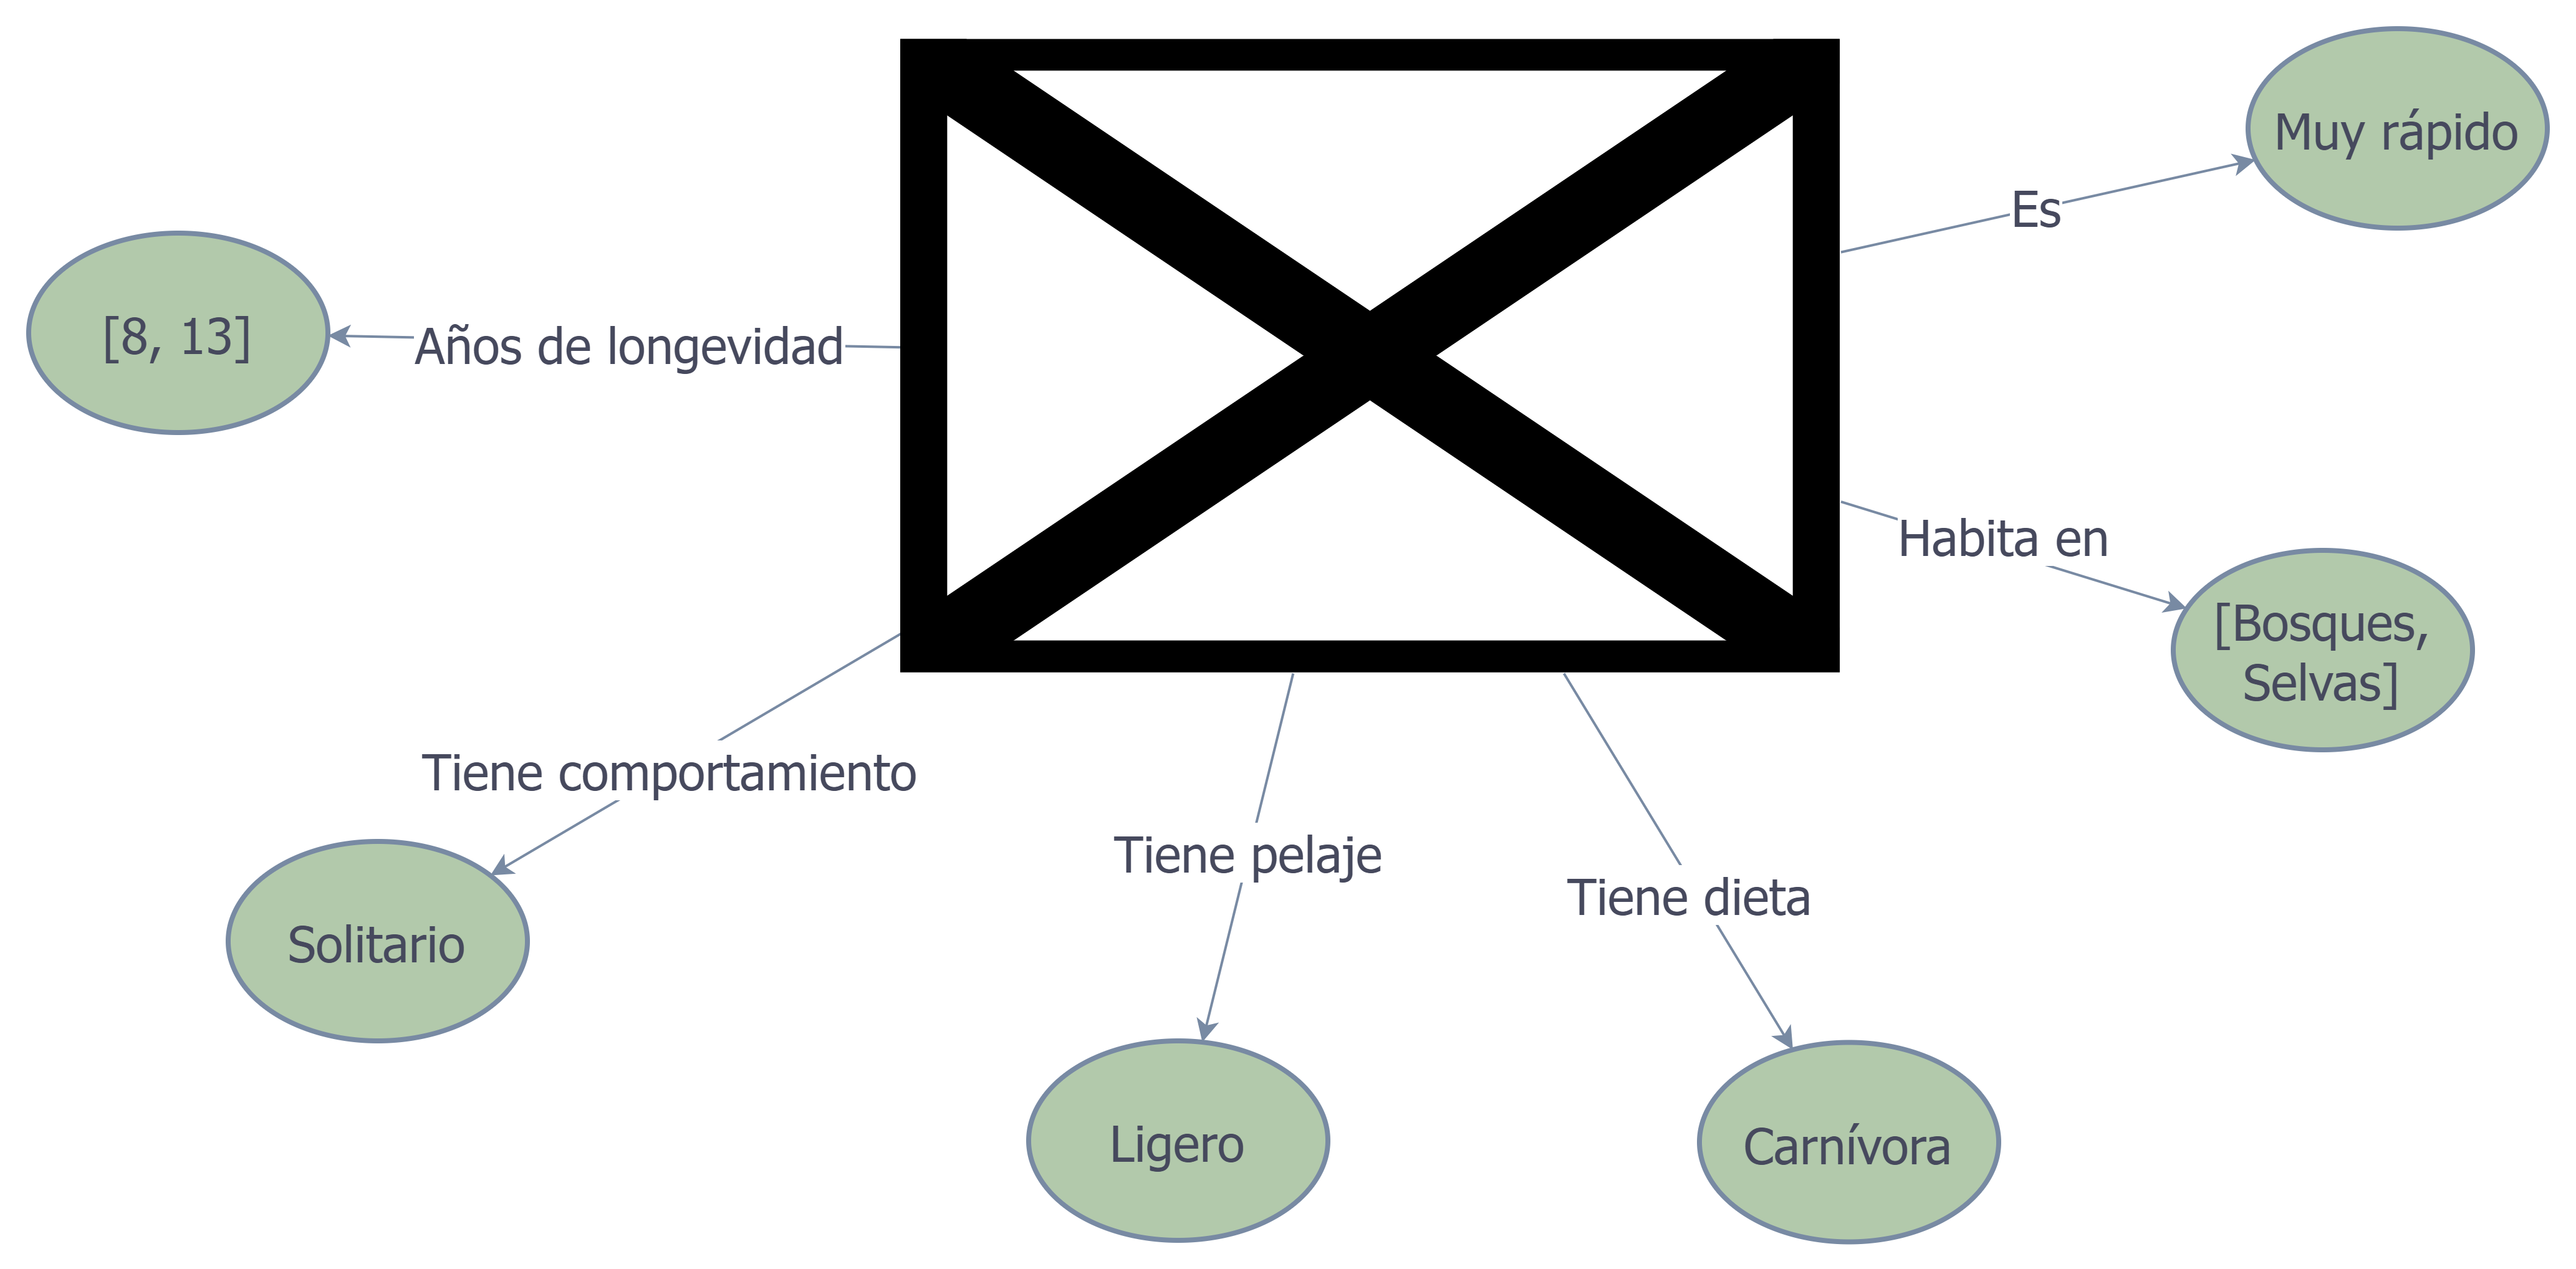 Muy rápido
Es
[8, 13]
Años de longevidad
Habita en
[Bosques,
Selvas]
Tiene comportamiento
Tiene pelaje
Tiene dieta
Solitario
Ligero
Carnívora